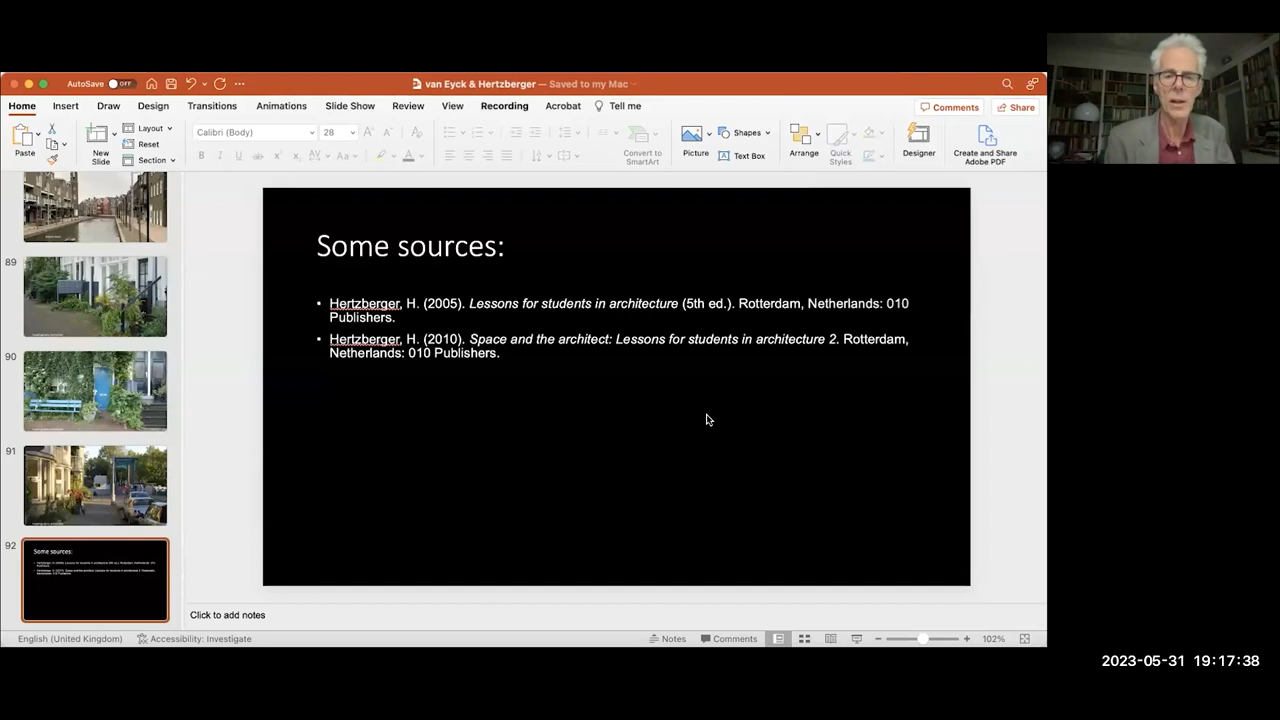 AutoSave OFF
van Eyck & Hertzberger — Saved to my Mac
Home Insert Draw Design Transitions Animations Slide Show Review View Recording Acrobat Tell me
Comments Share
Paste
New Slide
Layout
Reset
Section
Calibri (Body) 28
Convert to SmartArt
Picture
Shapes
Text Box
Arrange
Quick Styles
Designer
Create and Share Adobe PDF
89
90
91
92
Some sources:
Some sources:
• Hertzberger, H. (2005). Lessons for students in architecture (5th ed.). Rotterdam, Netherlands: 010
Publishers.
• Hertzberger, H. (2010). Space and the architect: Lessons for students in architecture 2. Rotterdam,
Netherlands: 010 Publishers.
Click to add notes
English (United Kingdom) Accessibility: Investigate Notes Comments 102%
2023-05-31 19:17:38